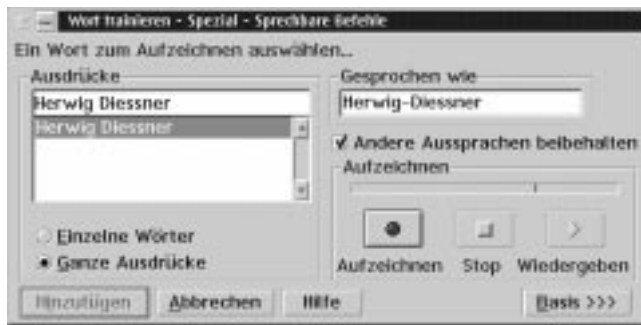 Wort trainieren - Spezial - Sprechbare Befehle
Ein Wort zum Aufzeichnen auswählen...
Ausdrücke
Herwig Diessner
Herwig Diessner
Einzelne Wörter
Ganze Ausdrücke
Gesprochen wie
Herwig-Diessner
Andere Aussprachen beibehalten
Aufzeichnen
Aufzeichnen Stop Wiedergeben
Hinzufügen Abbrechen Hilfe Basis >>>